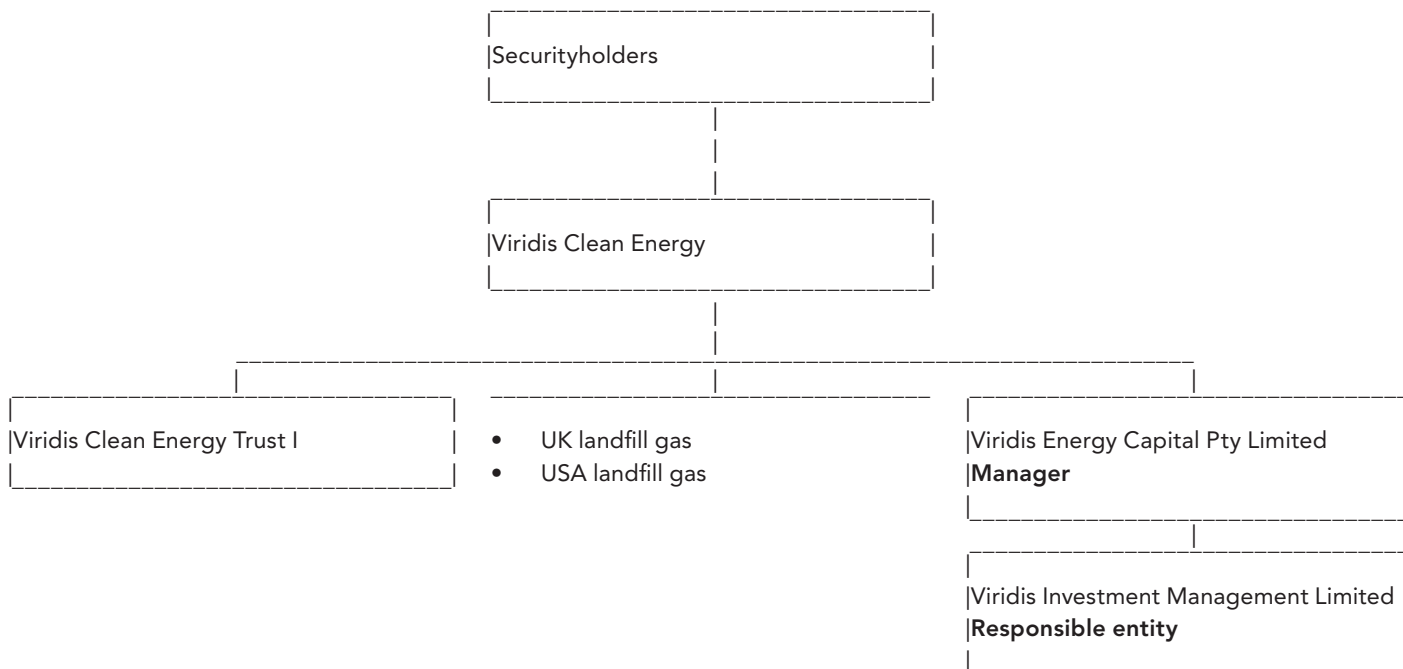 Securityholders
Viridis Clean Energy
Viridis Clean Energy Trust I
• UK landfill gas
• USA landfill gas
Viridis Energy Capital Pty Limited
Manager
Viridis Investment Management Limited
Responsible entity